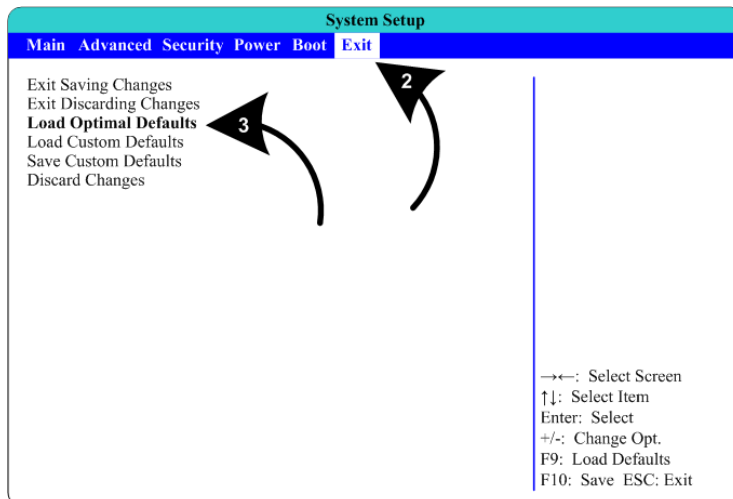 System Setup
Main Advanced Security Power Boot Exit
2
Exit Saving Changes
Exit Discarding Changes
Load Optimal Defaults
3
Load Custom Defaults
Save Custom Defaults
Discard Changes
→←: Select Screen
↑↓: Select Item
Enter: Select
+/-: Change Opt.
F9: Load Defaults
F10: Save ESC: Exit